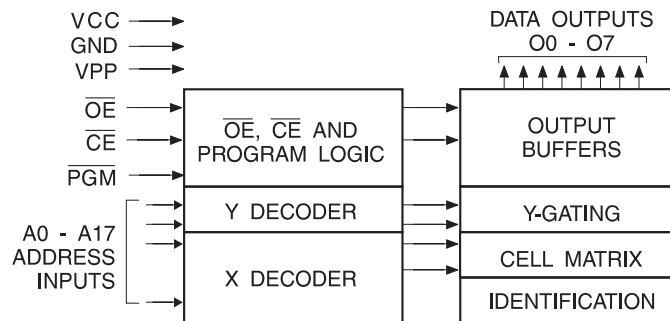 VCC
GND
VPP
OE
CE
PGM
A0 - A17
ADDRESS
INPUTS
OE, CE AND
PROGRAM LOGIC
Y DECODER
X DECODER
DATA OUTPUTS
O0 - O7
OUTPUT
BUFFERS
Y-GATING
CELL MATRIX
IDENTIFICATION